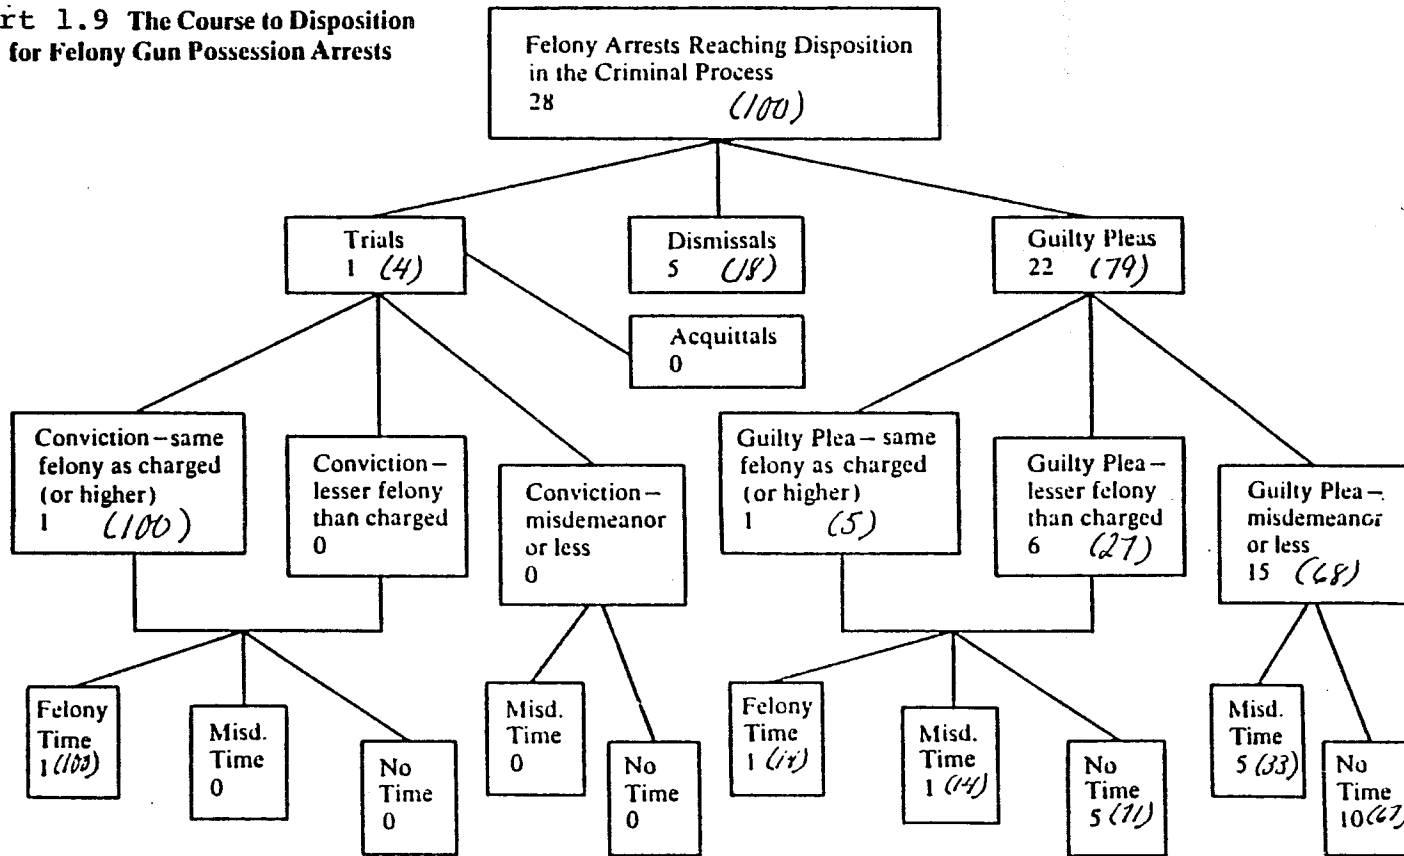 rt 1.9 The Course to Disposition
for Felony Gun Possession Arrests
Felony Arrests Reaching Disposition
in the Criminal Process
28 (100)
Trials
1 (4)
Dismissals
5 (18)
Guilty Pleas
22 (79)
Acquittals
0
Conviction – same
felony as charged
(or higher)
1 (100)
Conviction –
lesser felony
than charged
0
Conviction –
misdemeanor
or less
0
Guilty Plea – same
felony as charged
(or higher)
1 (5)
Guilty Plea –
lesser felony
than charged
6 (27)
Guilty Plea –
misdemeanor
or less
15 (68)
Felony
Time
1 (100)
Misd.
Time
0
No
Time
0
Misd.
Time
0
No
Time
0
Felony
Time
1 (14)
Misd.
Time
1 (14)
No
Time
5 (71)
Misd.
Time
5 (33)
No
Time
10 (67)